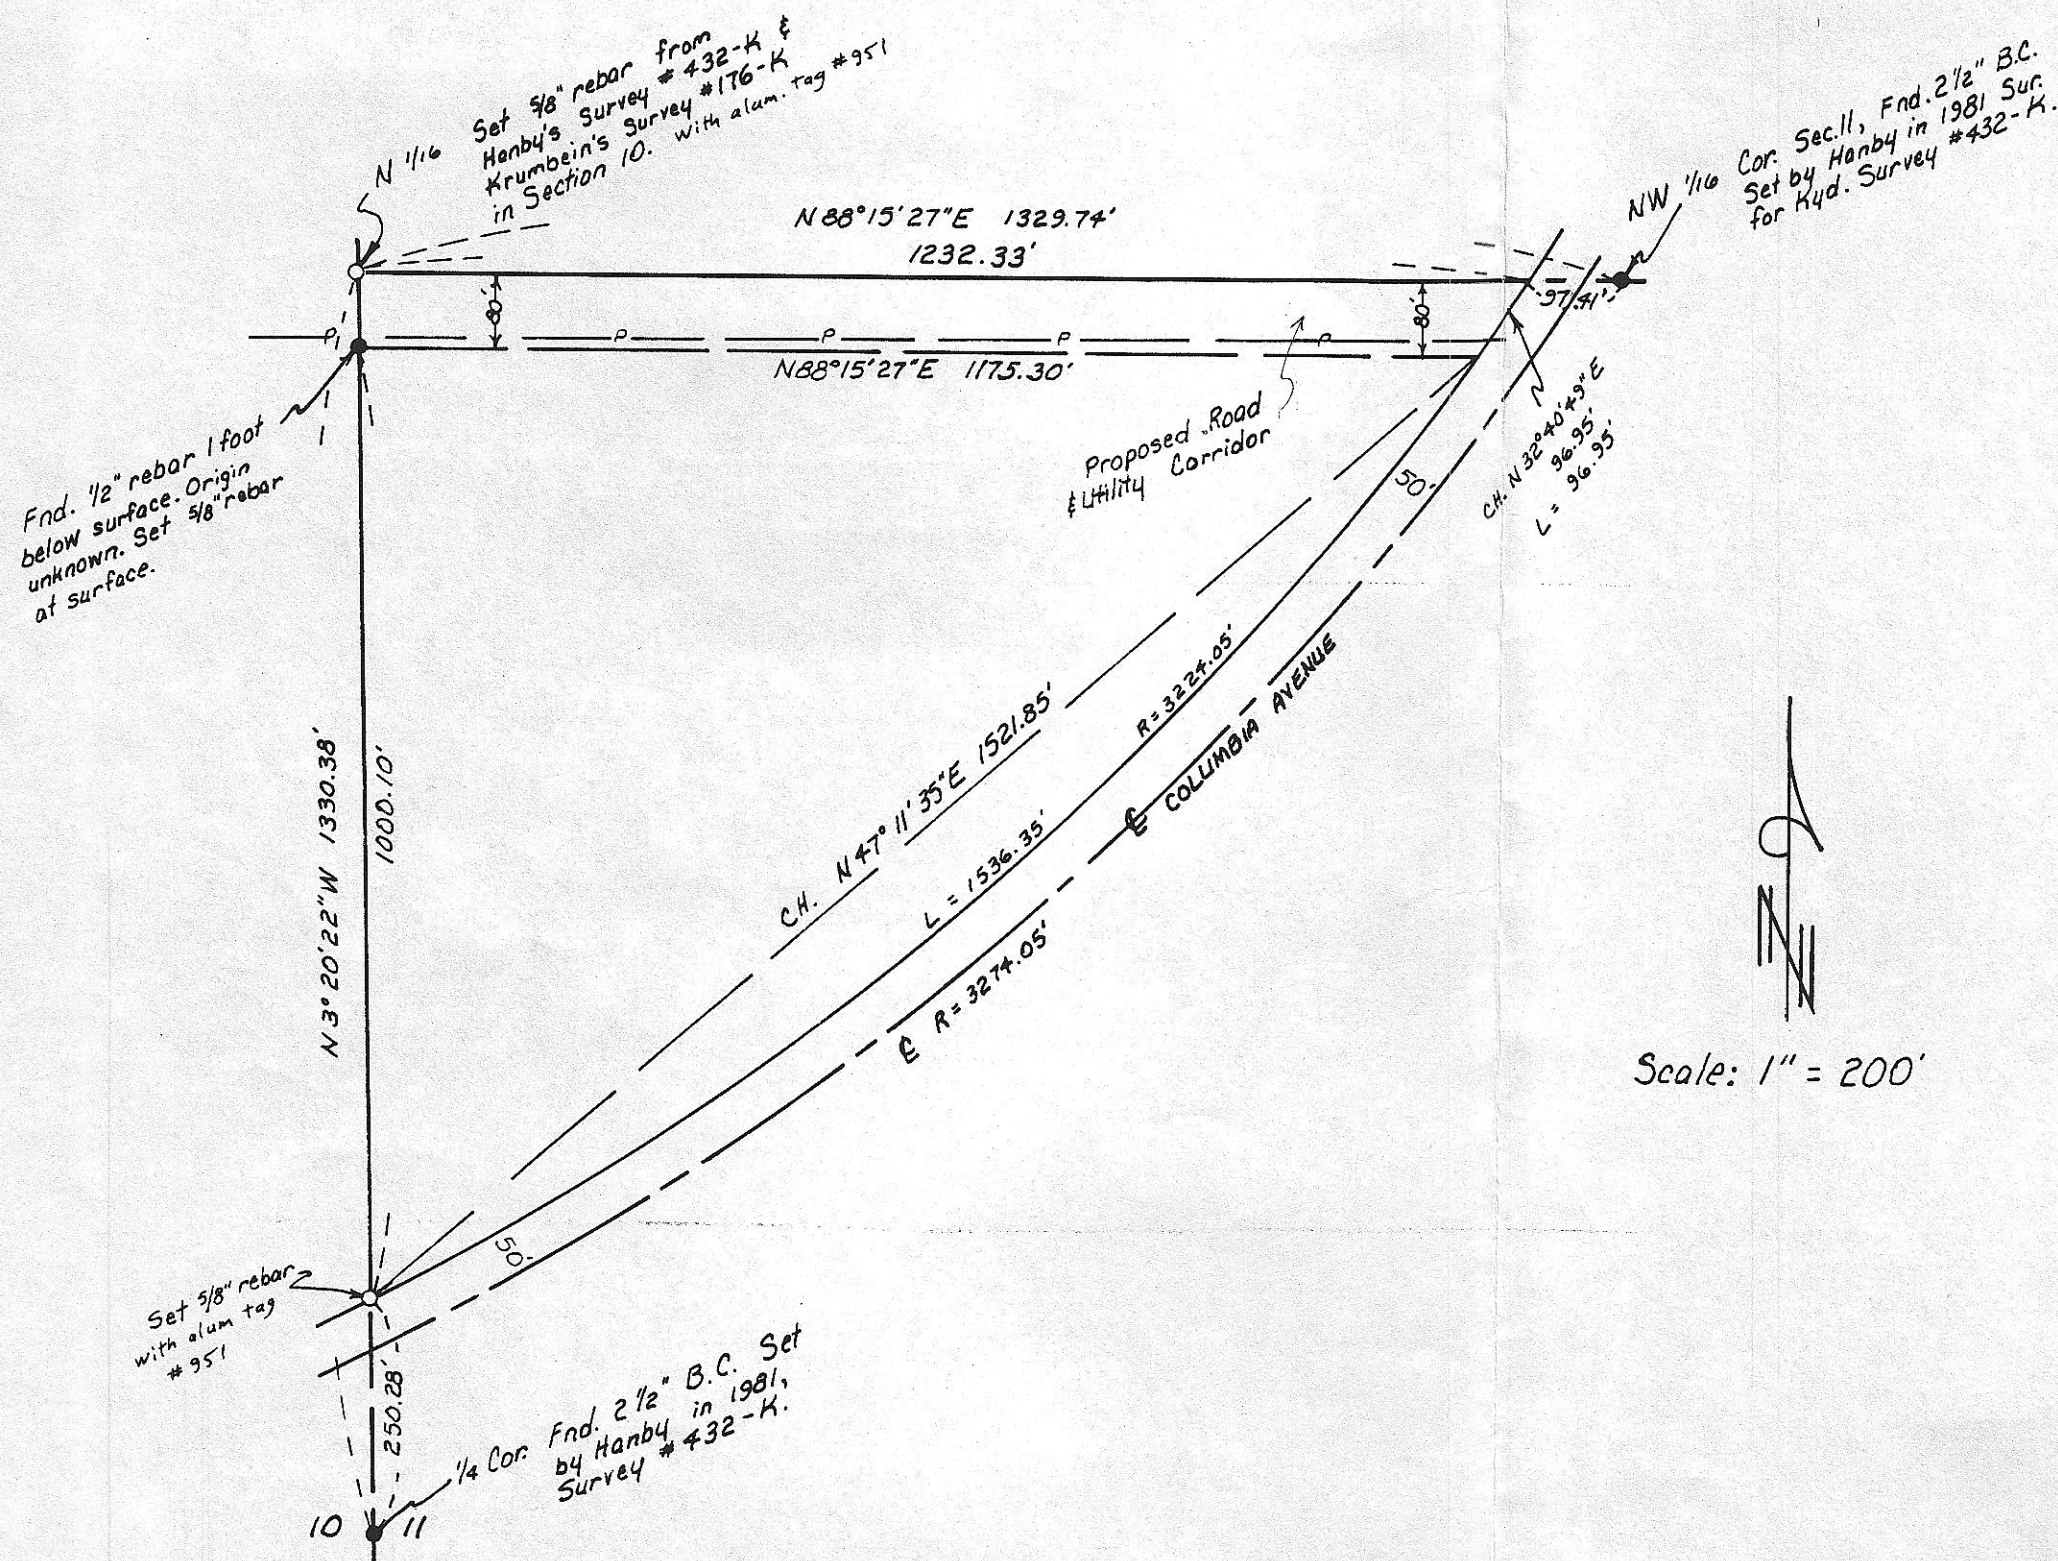 N 1/16
Set 5/8" rebar from
Hanby's Survey # 432-K &
Krumbein's Survey #176-K
in Section 10. with alum. tag #951
NW 1/16 Cor. Sec.11, Fnd. 2 1/2" B.C.
Set by Hanby in 1981 Sur.
for Kyd. Survey #432-K.
N 88°15'27"E 1329.74'
1232.33'
97.41'
80'
80'
P P P P P
N88°15'27"E 1175.30'
Fnd. 1/2" rebar 1 foot
below surface. Origin
unknown. Set 5/8" rebar
at surface.
Proposed Road
& Utility Corridor
CH. N 32°40'49"E
96.95'
L = 96.95'
50'
N 3°20'22"W 1330.38'
1000.10'
CH. N 47°11'35"E 1521.85'
R = 3224.05'
L = 1536.35'
℄ COLUMBIA AVENUE
℄ R = 3274.05'
Scale: 1" = 200'
N
50'
Set 5/8" rebar
with alum tag
# 951
250.28'
1/4 Cor. Fnd. 2 1/2" B.C. Set
by Hanby in 1981,
Survey # 432-K.
10 11